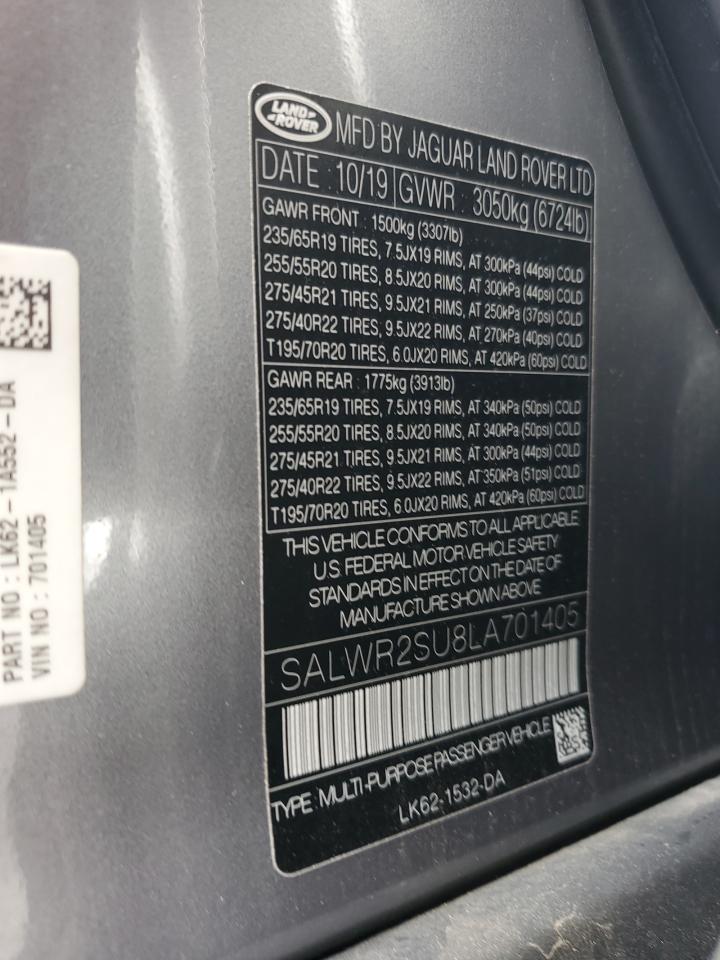 LAND
ROVER
MFD BY JAGUAR LAND ROVER LTD
DATE : 10/19 GVWR : 3050kg (6724lb)
GAWR FRONT : 1500kg (3307lb)
235/65R19 TIRES, 7.5JX19 RIMS, AT 300kPa (44psi) COLD
255/55R20 TIRES, 8.5JX20 RIMS, AT 300kPa (44psi) COLD
275/45R21 TIRES, 9.5JX21 RIMS, AT 250kPa (37psi) COLD
275/40R22 TIRES, 9.5JX22 RIMS, AT 270kPa (40psi) COLD
T195/70R20 TIRES, 6.0JX20 RIMS, AT 420kPa (60psi) COLD
GAWR REAR : 1775kg (3913lb)
235/65R19 TIRES, 7.5JX19 RIMS, AT 340kPa (50psi) COLD
255/55R20 TIRES, 8.5JX20 RIMS, AT 340kPa (50psi) COLD
275/45R21 TIRES, 9.5JX21 RIMS, AT 300kPa (44psi) COLD
275/40R22 TIRES, 9.5JX22 RIMS, AT 350kPa (51psi) COLD
T195/70R20 TIRES, 6.0JX20 RIMS, AT 420kPa (60psi) COLD
THIS VEHICLE CONFORMS TO ALL APPLICABLE
U.S. FEDERAL MOTOR VEHICLE SAFETY
STANDARDS IN EFFECT ON THE DATE OF
MANUFACTURE SHOWN ABOVE
SALWR2SU8LA701405
TYPE: MULTI-PURPOSE PASSENGER VEHICLE
LK62-1532-DA
PART NO : LK62-1A552-DA
VIN NO : 701405